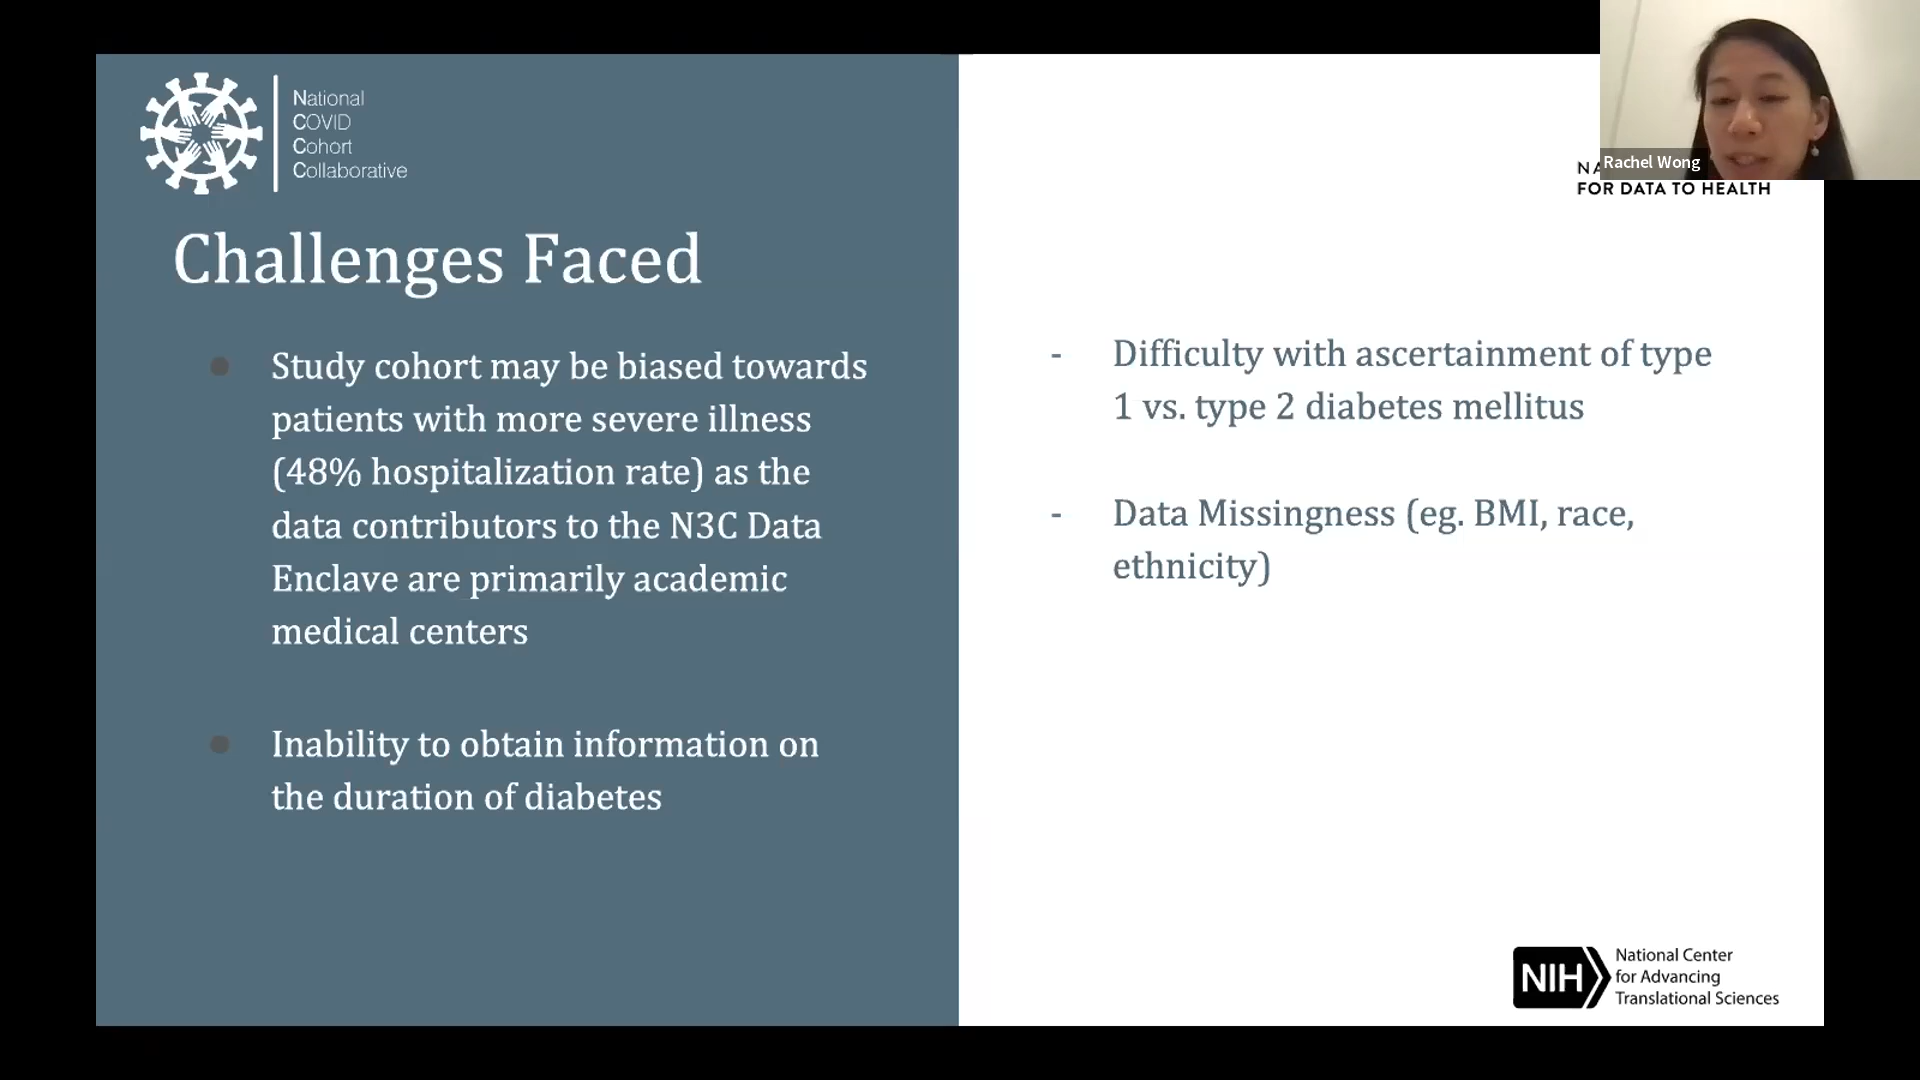 National
COVID
Cohort
Collaborative
Challenges Faced
Study cohort may be biased towards
patients with more severe illness
(48% hospitalization rate) as the
data contributors to the N3C Data
Enclave are primarily academic
medical centers
Inability to obtain information on
the duration of diabetes
Rachel Wong
FOR DATA TO HEALTH
- Difficulty with ascertainment of type
1 vs. type 2 diabetes mellitus
- Data Missingness (eg. BMI, race,
ethnicity)
NIH
National Center
for Advancing
Translational Sciences